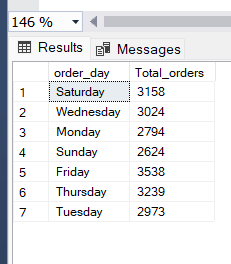 146 %
Results Messages
order_day Total_orders
1 Saturday 3158
2 Wednesday 3024
3 Monday 2794
4 Sunday 2624
5 Friday 3538
6 Thursday 3239
7 Tuesday 2973